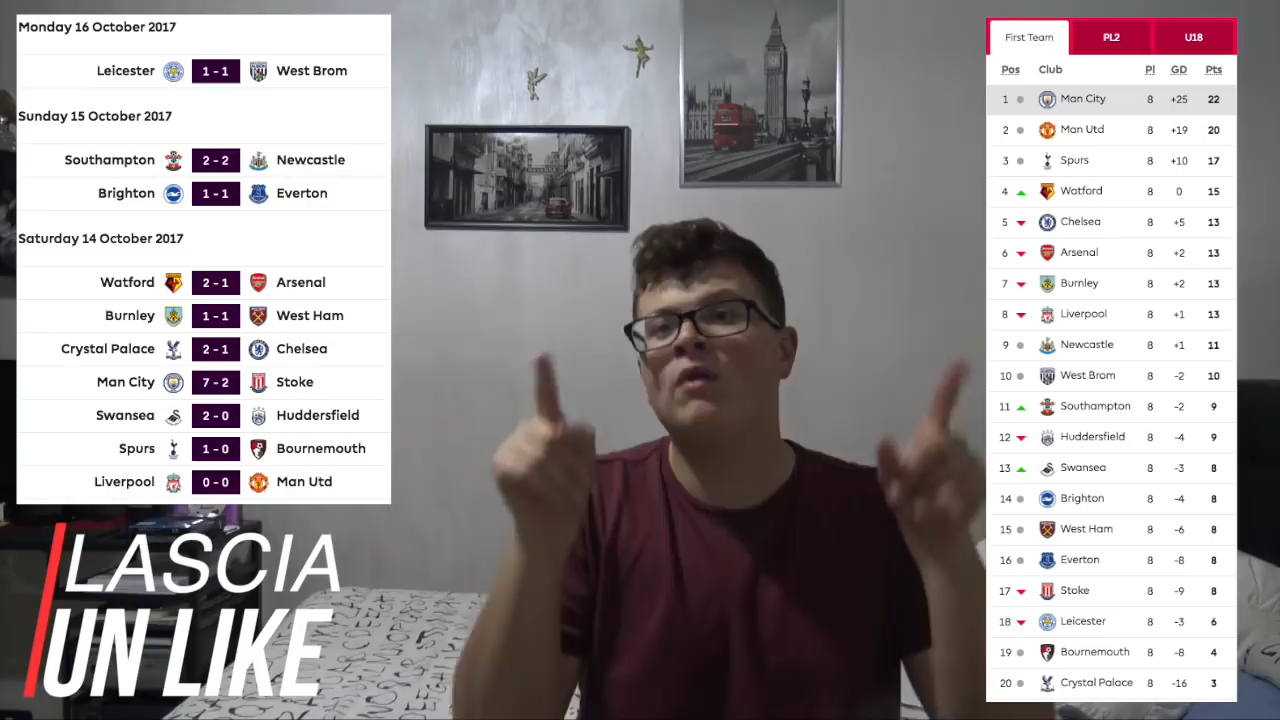 Monday 16 October 2017
Leicester 1 - 1 West Brom
Sunday 15 October 2017
Southampton 2 - 2 Newcastle
Brighton 1 - 1 Everton
Saturday 14 October 2017
Watford 2 - 1 Arsenal
Burnley 1 - 1 West Ham
Crystal Palace 2 - 1 Chelsea
Man City 7 - 2 Stoke
Swansea 2 - 0 Huddersfield
Spurs 1 - 0 Bournemouth
Liverpool 0 - 0 Man Utd
LASCIA
UN LIKE
First Team PL2 U18
Pos Club Pl GD Pts
1 Man City 8 +25 22
2 Man Utd 8 +19 20
3 Spurs 8 +10 17
4 Watford 8 0 15
5 Chelsea 8 +5 13
6 Arsenal 8 +2 13
7 Burnley 8 +2 13
8 Liverpool 8 +1 13
9 Newcastle 8 +1 11
10 West Brom 8 -2 10
11 Southampton 8 -2 9
12 Huddersfield 8 -4 9
13 Swansea 8 -3 8
14 Brighton 8 -4 8
15 West Ham 8 -6 8
16 Everton 8 -8 8
17 Stoke 8 -9 8
18 Leicester 8 -3 6
19 Bournemouth 8 -8 4
20 Crystal Palace 8 -16 3